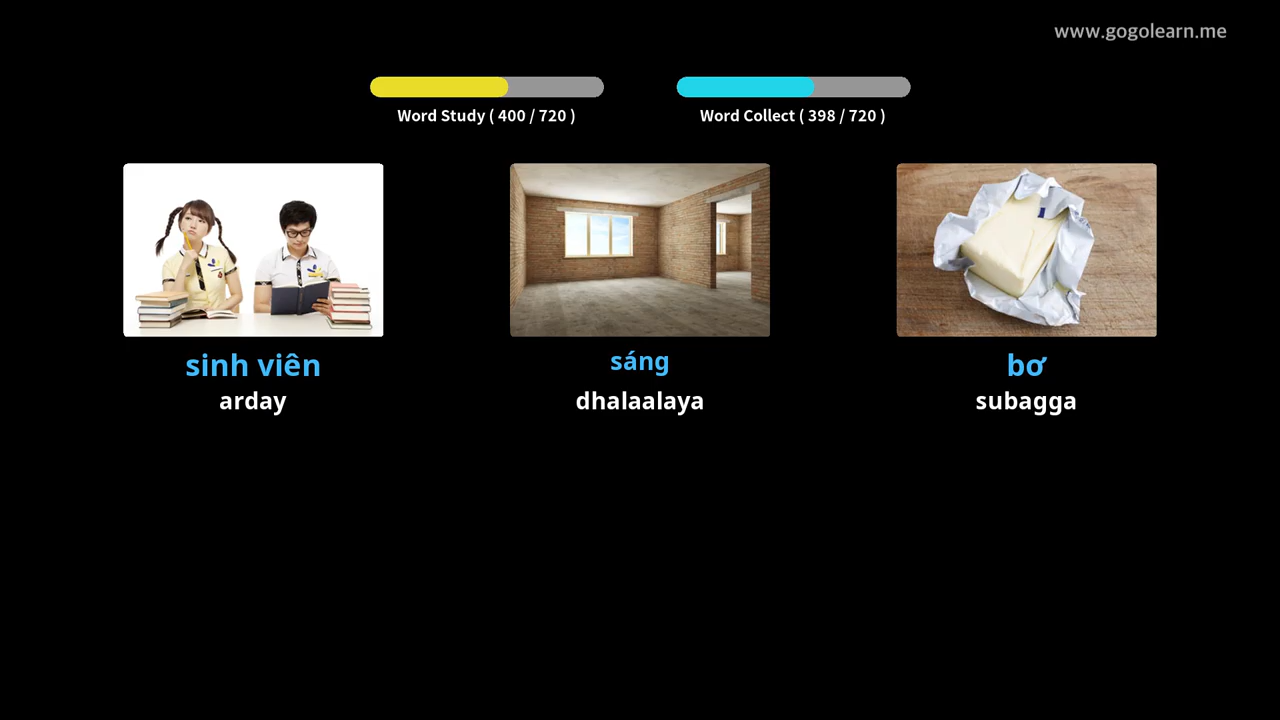 www.gogolearn.me
Word Study ( 400 / 720 )
Word Collect ( 398 / 720 )
sinh viên
arday
sáng
dhalaalaya
bơ
subagga